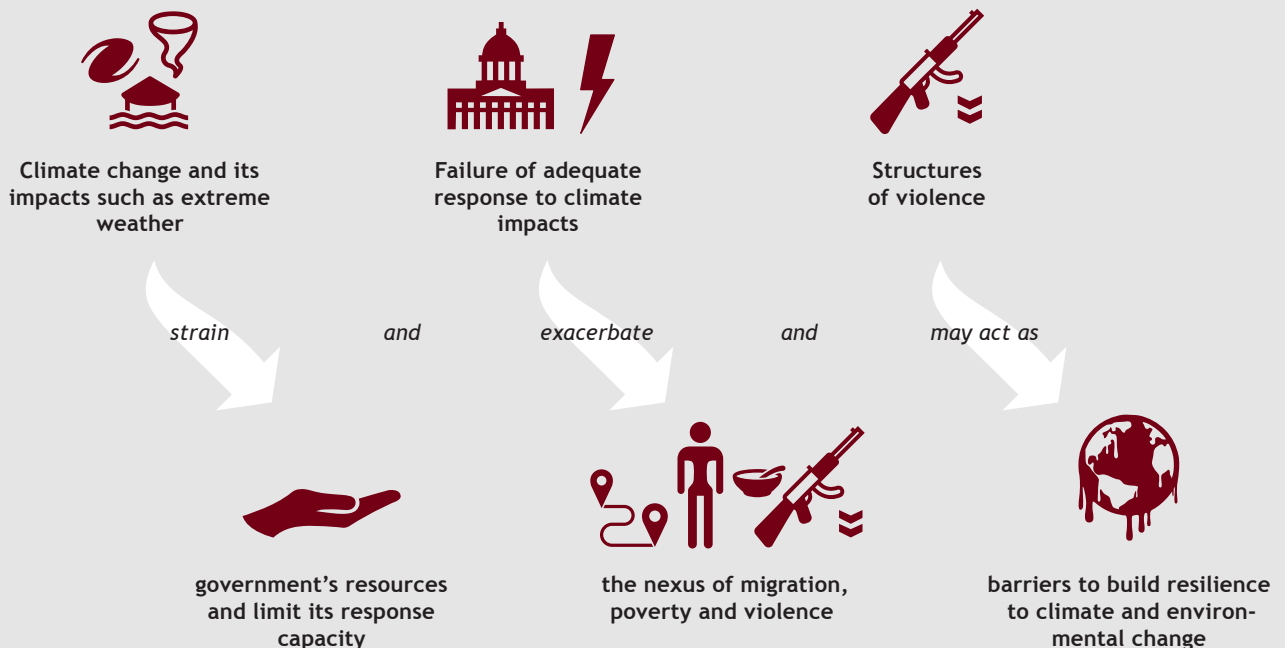 Climate change and its
impacts such as extreme
weather
Failure of adequate
response to climate
impacts
Structures
of violence
strain and exacerbate and may act as
government’s resources
and limit its response
capacity
the nexus of migration,
poverty and violence
barriers to build resilience
to climate and environ-
mental change